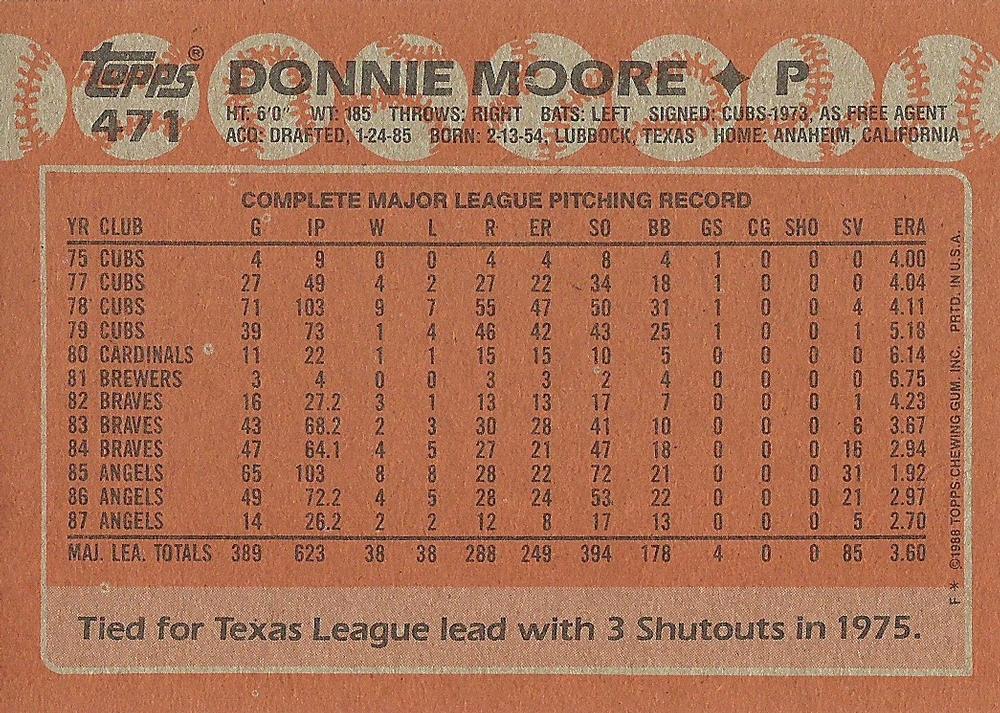 topps® DONNIE MOORE ✦ P
471 HT: 6'0" WT: 185 THROWS: RIGHT BATS: LEFT SIGNED: CUBS-1973, AS FREE AGENT
ACQ: DRAFTED, 1-24-85 BORN: 2-13-54, LUBBOCK, TEXAS HOME: ANAHEIM, CALIFORNIA
COMPLETE MAJOR LEAGUE PITCHING RECORD
YR CLUB G IP W L R ER SO BB GS CG SHO SV ERA
75 CUBS 4 9 0 0 4 4 8 4 1 0 0 0 4.00
77 CUBS 27 49 4 2 27 22 34 18 1 0 0 0 4.04
78 CUBS 71 103 9 7 55 47 50 31 1 0 0 4 4.11
79 CUBS 39 73 1 4 46 42 43 25 1 0 0 1 5.18
80 CARDINALS 11 22 1 1 15 15 10 5 0 0 0 0 6.14
81 BREWERS 3 4 0 0 3 3 2 4 0 0 0 0 6.75
82 BRAVES 16 27.2 3 1 13 13 17 7 0 0 0 1 4.23
83 BRAVES 43 68.2 2 3 30 28 41 10 0 0 0 6 3.67
84 BRAVES 47 64.1 4 5 27 21 47 18 0 0 0 16 2.94
85 ANGELS 65 103 8 8 28 22 72 21 0 0 0 31 1.92
86 ANGELS 49 72.2 4 5 28 24 53 22 0 0 0 21 2.97
87 ANGELS 14 26.2 2 2 12 8 17 13 0 0 0 5 2.70
MAJ. LEA. TOTALS 389 623 38 38 288 249 394 178 4 0 0 85 3.60
Tied for Texas League lead with 3 Shutouts in 1975.
F * ©1988 TOPPS CHEWING GUM, INC. PRTD. IN U.S.A.